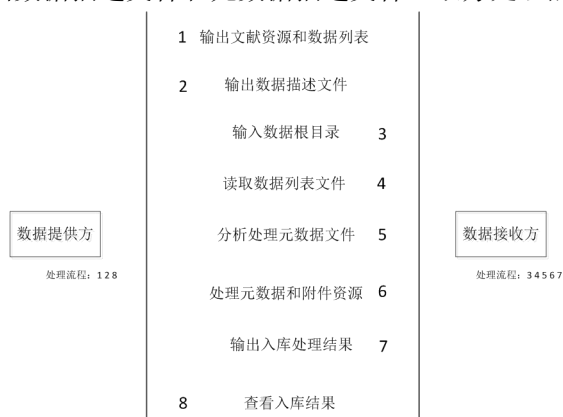 1 输出文献资源和数据列表
2 输出数据描述文件
输入数据根目录 3
读取数据列表文件 4
数据提供方
分析处理元数据文件 5
数据接收方
处理流程：1 2 8
处理流程：3 4 5 6 7
处理元数据和附件资源 6
输出入库处理结果 7
8 查看入库结果